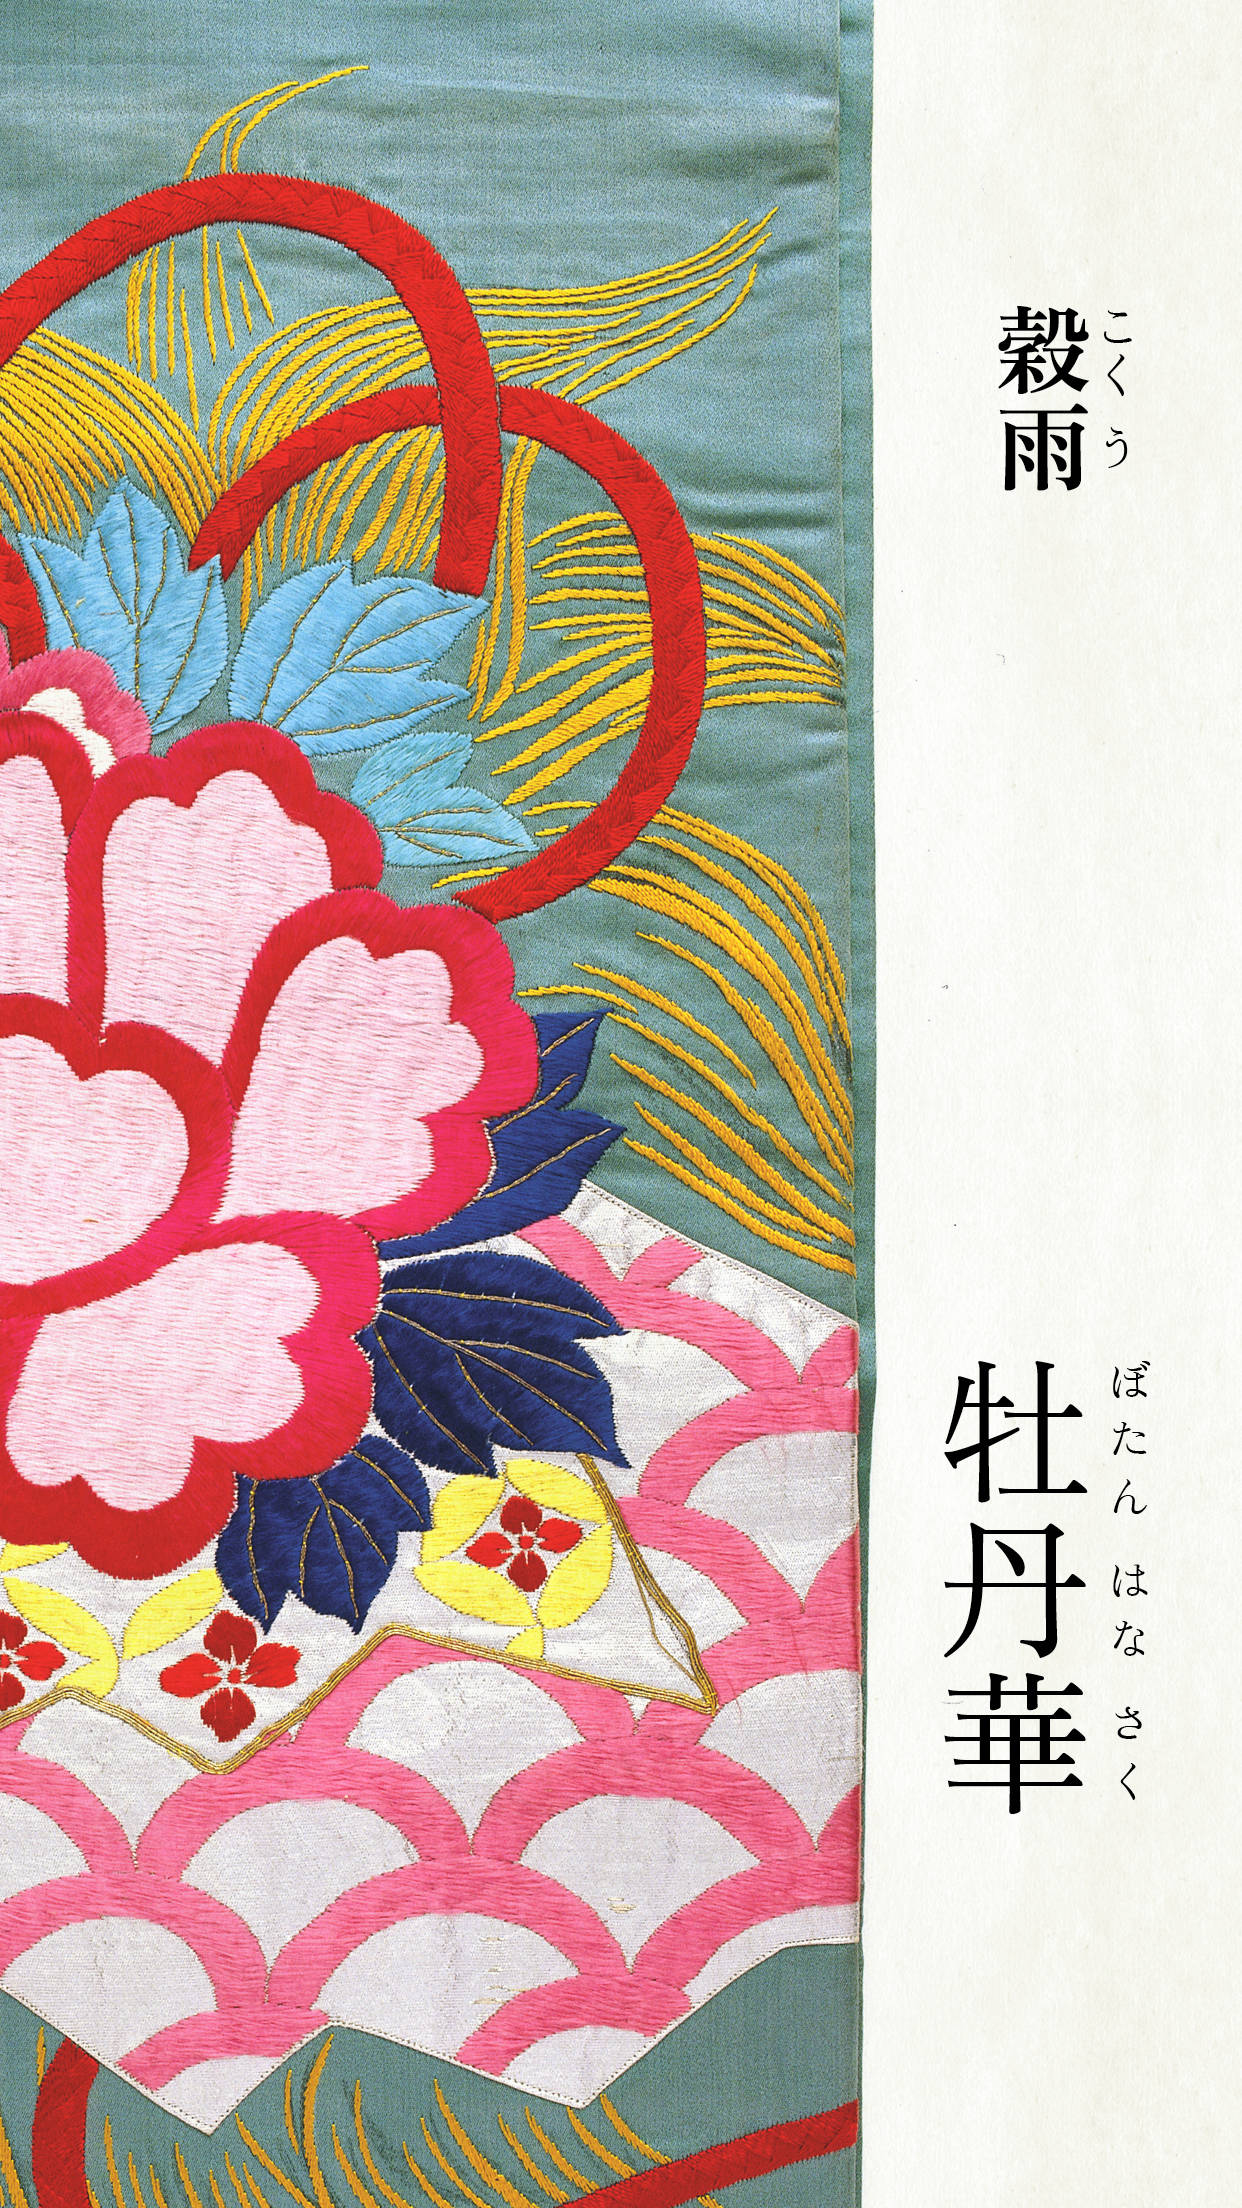 穀雨
こくう
牡丹華
ぼたん はな さく